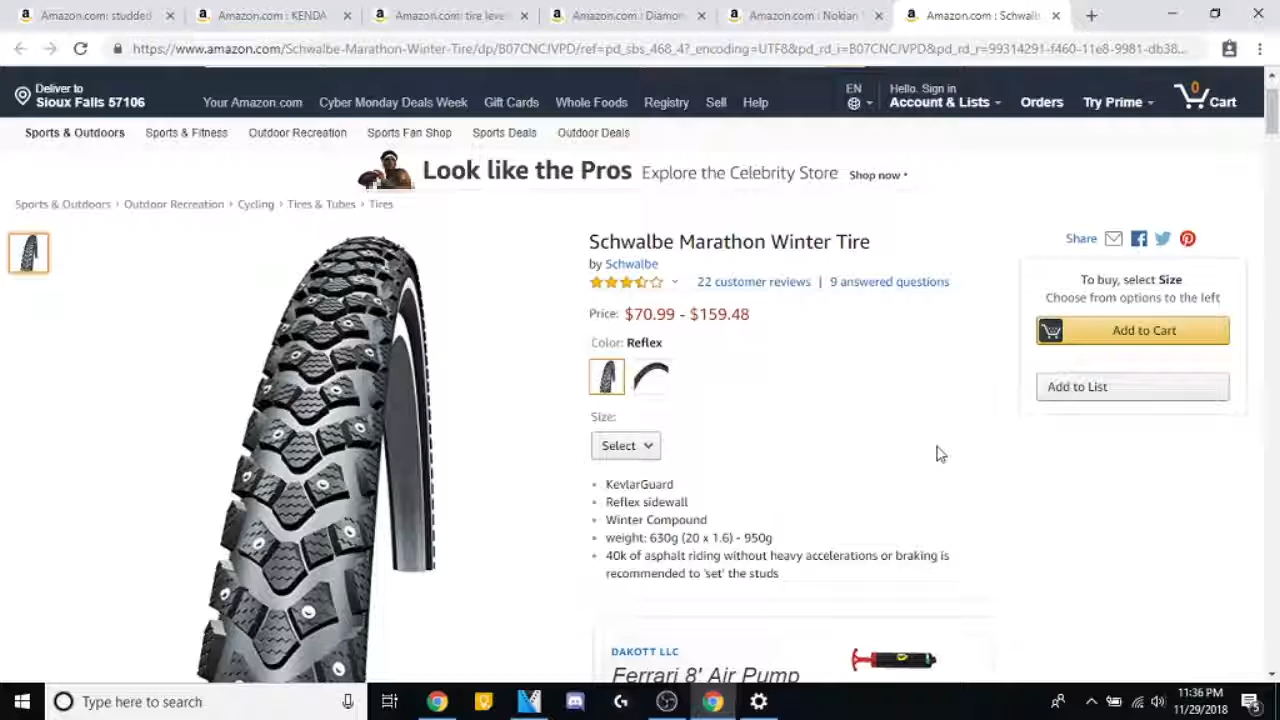 Amazon.com: studded
Amazon.com : KENDA
Amazon.com: tire lever
Amazon.com : Diamon
Amazon.com : Nokian
Amazon.com : Schwalb
https://www.amazon.com/Schwalbe-Marathon-Winter-Tire/dp/B07CNCJVPD/ref=pd_sbs_468_4?_encoding=UTF8&pd_rd_i=B07CNCJVPD&pd_rd_r=99314291-f460-11e8-9981-db38...
Deliver to
Sioux Falls 57106
Your Amazon.com Cyber Monday Deals Week Gift Cards Whole Foods Registry Sell Help
EN
Hello. Sign in
Account & Lists
Orders
Try Prime
0
Cart
Sports & Outdoors Sports & Fitness Outdoor Recreation Sports Fan Shop Sports Deals Outdoor Deals
Look like the Pros Explore the Celebrity Store Shop now
Sports & Outdoors › Outdoor Recreation › Cycling › Tires & Tubes › Tires
Schwalbe Marathon Winter Tire
by Schwalbe
22 customer reviews | 9 answered questions
Price: $70.99 - $159.48
Color: Reflex
Size:
Select
KevlarGuard
Reflex sidewall
Winter Compound
weight: 630g (20 x 1.6) - 950g
40k of asphalt riding without heavy accelerations or braking is
recommended to 'set' the studs
Share
To buy, select Size
Choose from options to the left
Add to Cart
Add to List
DAKOTT LLC
Ferrari 8' Air Pump
Type here to search
11:36 PM
11/29/2018